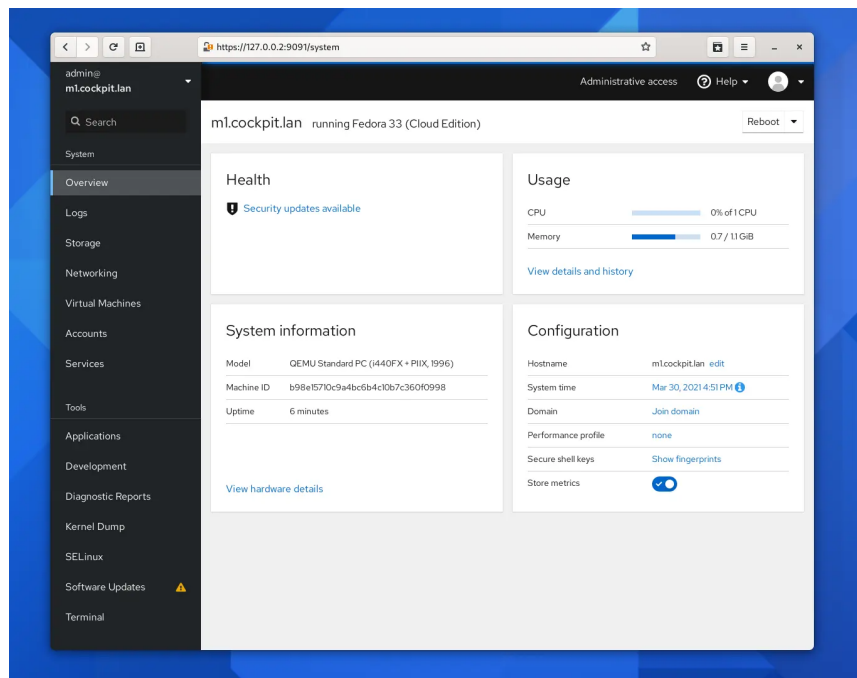 https://127.0.0.2:9091/system
admin@
m1.cockpit.lan
Administrative access
Help
Search
System
Overview
Logs
Storage
Networking
Virtual Machines
Accounts
Services
Tools
Applications
Development
Diagnostic Reports
Kernel Dump
SELinux
Software Updates
Terminal
m1.cockpit.lan running Fedora 33 (Cloud Edition)
Reboot
Health
Security updates available
Usage
CPU 0% of 1 CPU
Memory 0.7 / 1.1 GiB
View details and history
System information
Model QEMU Standard PC (i440FX + PIIX, 1996)
Machine ID b98e15710c9a4bc6b4c10b7c360f0998
Uptime 6 minutes
View hardware details
Configuration
Hostname m1.cockpit.lan edit
System time Mar 30, 2021 4:51 PM
Domain Join domain
Performance profile none
Secure shell keys Show fingerprints
Store metrics